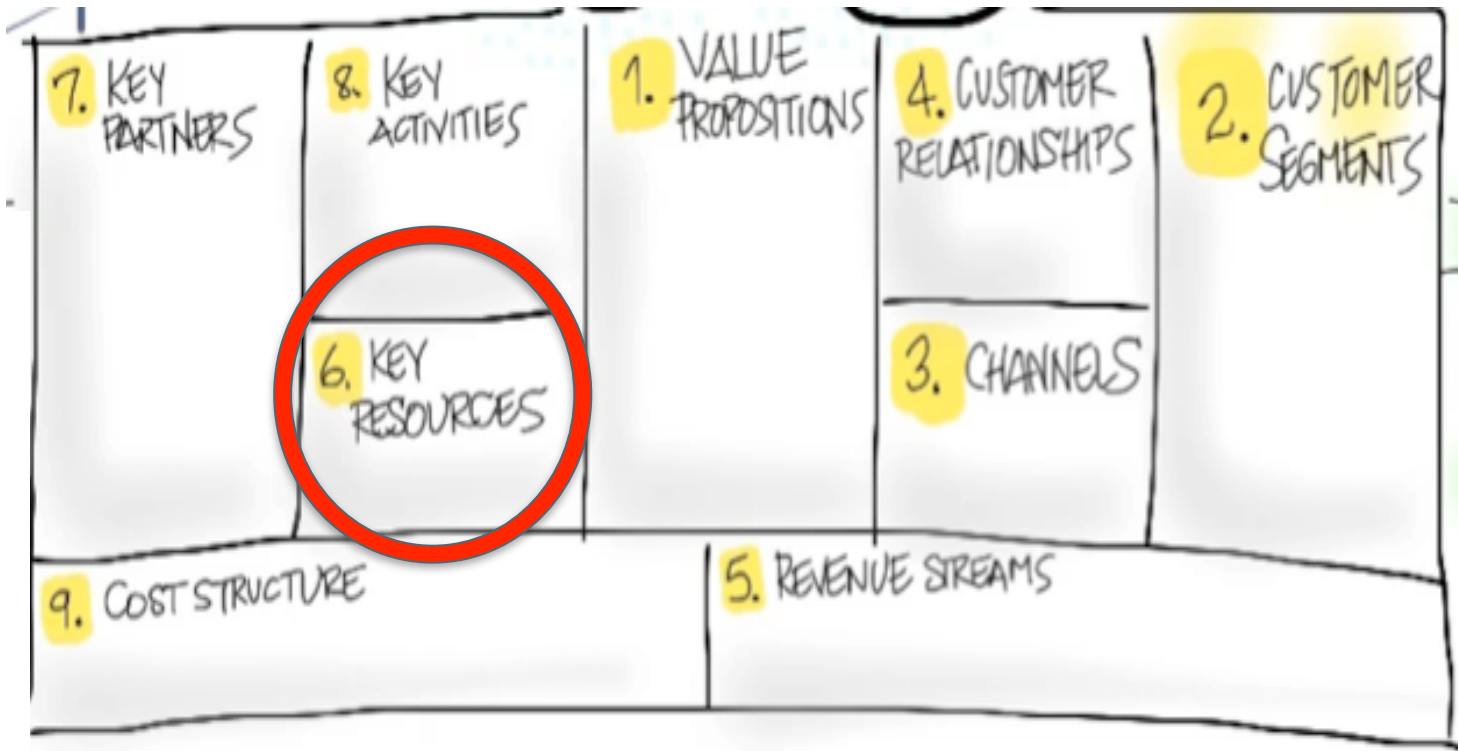 7. KEY
PARTNERS
8. KEY
ACTIVITIES
6. KEY
RESOURCES
1. VALUE
PROPOSITIONS
4. CUSTOMER
RELATIONSHIPS
3. CHANNELS
2. CUSTOMER
SEGMENTS
9. COST STRUCTURE
5. REVENUE STREAMS